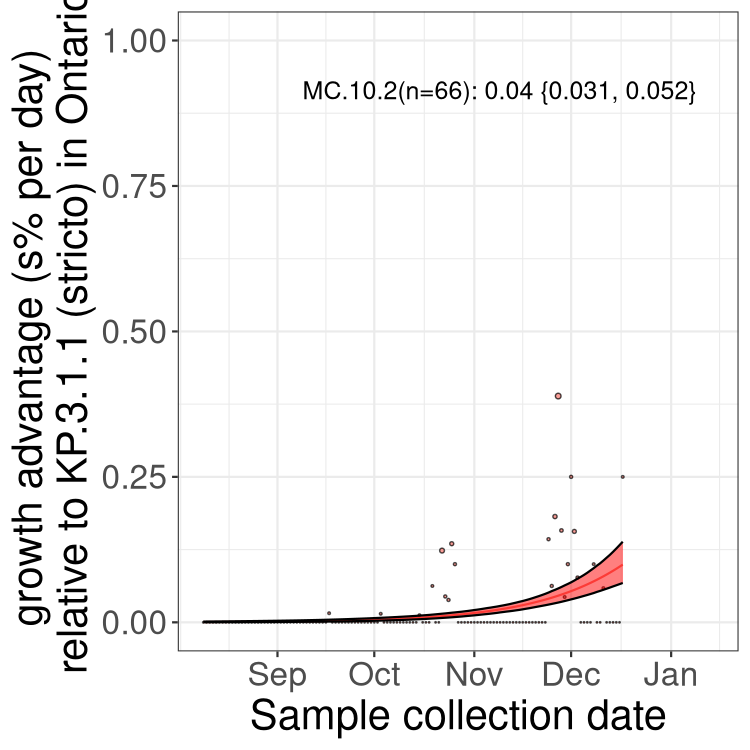 growth advantage (s% per day)
relative to KP.3.1.1 (stricto) in Ontario
1.00
0.75
0.50
0.25
0.00
MC.10.2(n=66): 0.04 {0.031, 0.052}
Sep Oct Nov Dec Jan
Sample collection date